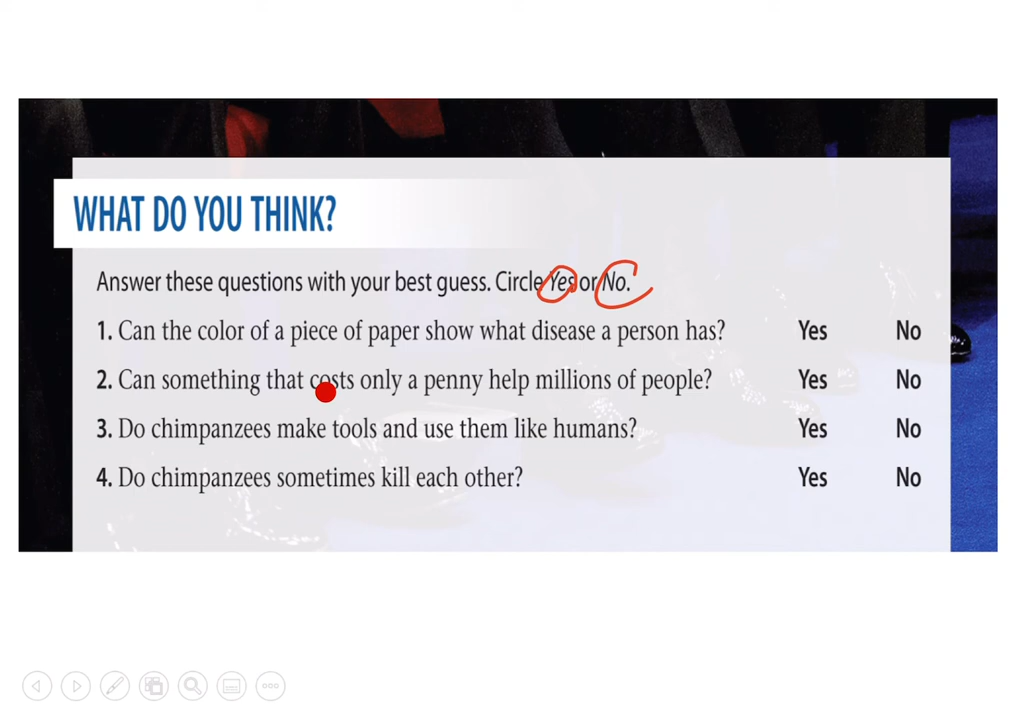 WHAT DO YOU THINK?
Answer these questions with your best guess. Circle Yes or No.
1. Can the color of a piece of paper show what disease a person has? Yes No
2. Can something that costs only a penny help millions of people? Yes No
3. Do chimpanzees make tools and use them like humans? Yes No
4. Do chimpanzees sometimes kill each other? Yes No